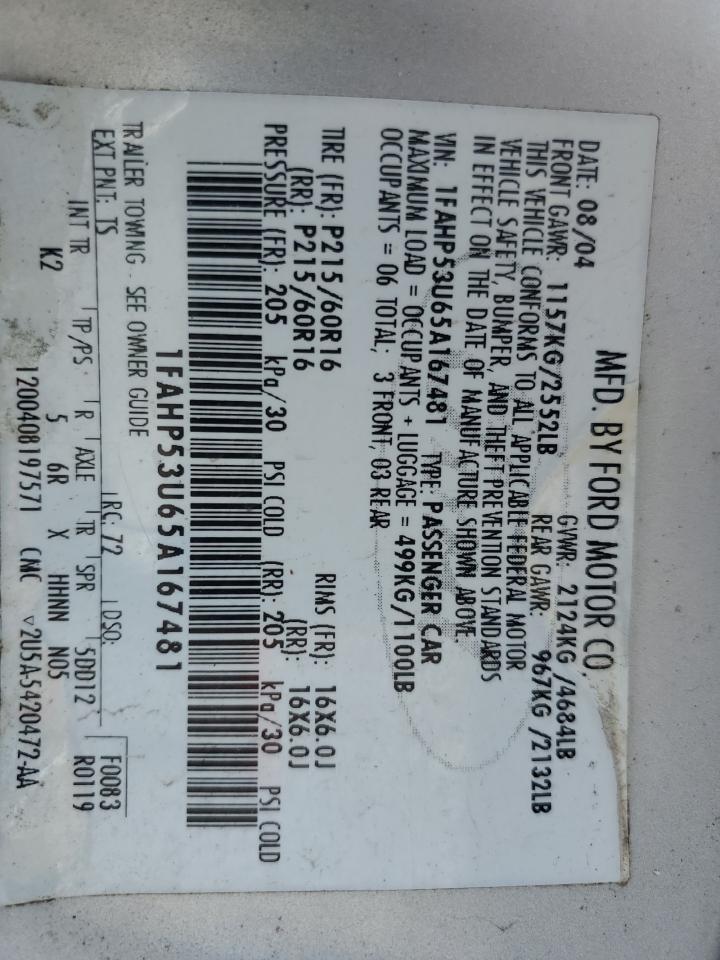 MFD. BY FORD MOTOR CO.
DATE: 08/04 GVWR: 2124KG /4684LB
FRONT GAWR: 1157KG/2552LB REAR GAWR: 967KG /2132LB
THIS VEHICLE CONFORMS TO ALL APPLICABLE FEDERAL MOTOR
VEHICLE SAFETY, BUMPER, AND THEFT PREVENTION STANDARDS
IN EFFECT ON THE DATE OF MANUFACTURE SHOWN ABOVE
VIN: 1FAHP53U65A167481 TYPE: PASSENGER CAR
MAXIMUM LOAD = OCCUPANTS + LUGGAGE = 499KG/1100LB
OCCUPANTS = 06 TOTAL; 3 FRONT, 03 REAR
TIRE (FR): P215/60R16 RIMS (FR): 16X6.0J
(RR): P215/60R16 (RR): 16X6.0J
PRESSURE (FR): 205 kPa/30 PSI COLD (RR): 205 kPa/30 PSI COLD
1FAHP53U65A167481
TRAILER TOWING - SEE OWNER GUIDE
EXT PNT: TS RC: 72 DSO: F0083
R0119
INT TR TP/PS R AXLE TR SPR 5DD12
K2 5 6R X HHNN N05
1200408197571 CMC ▽2U5A-5420472-AA